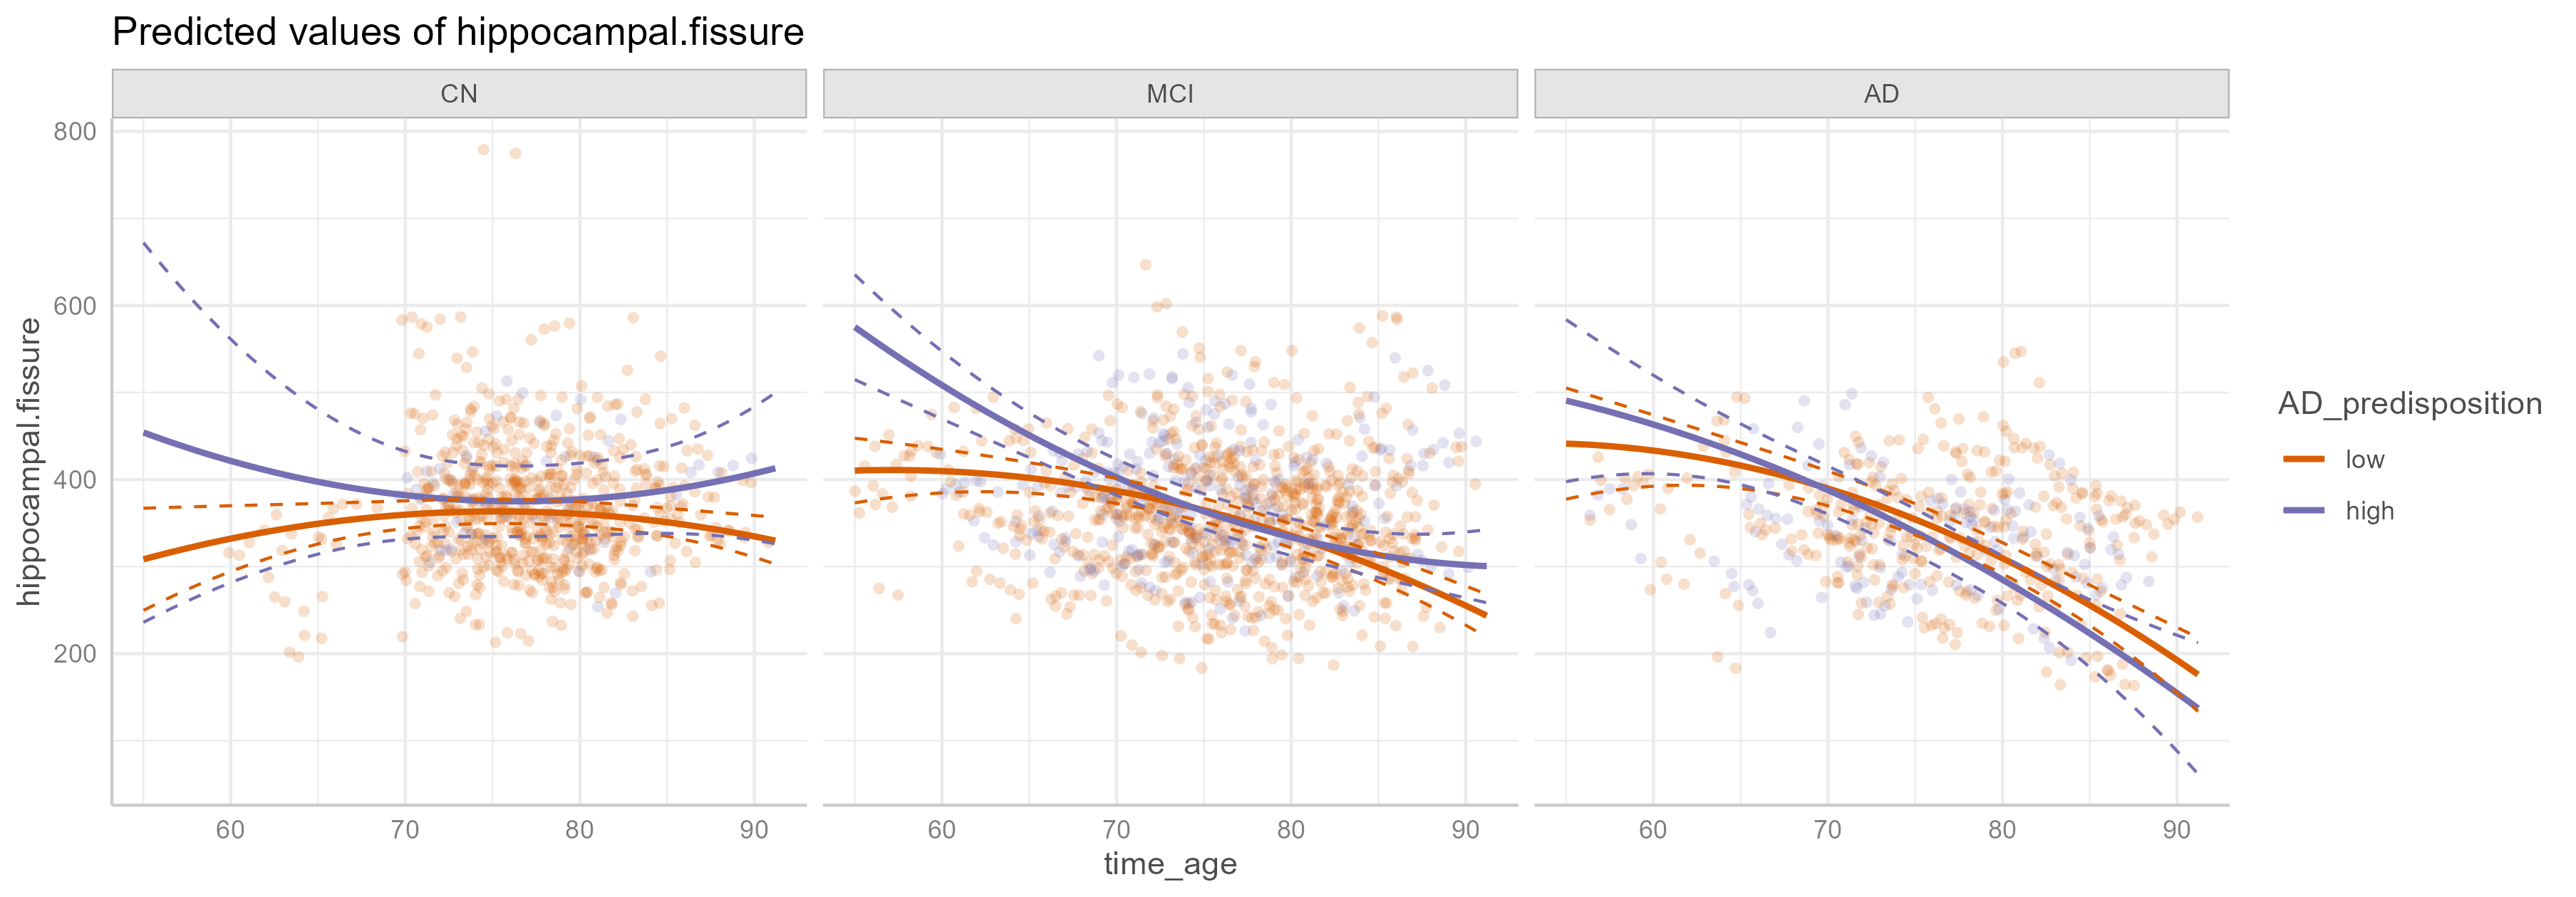 Predicted values of hippocampal.fissure
CN
MCI
AD
800
600
400
200
hippocampal.fissure
60
70
80
90
60
70
80
90
60
70
80
90
time_age
AD_predisposition
low
high